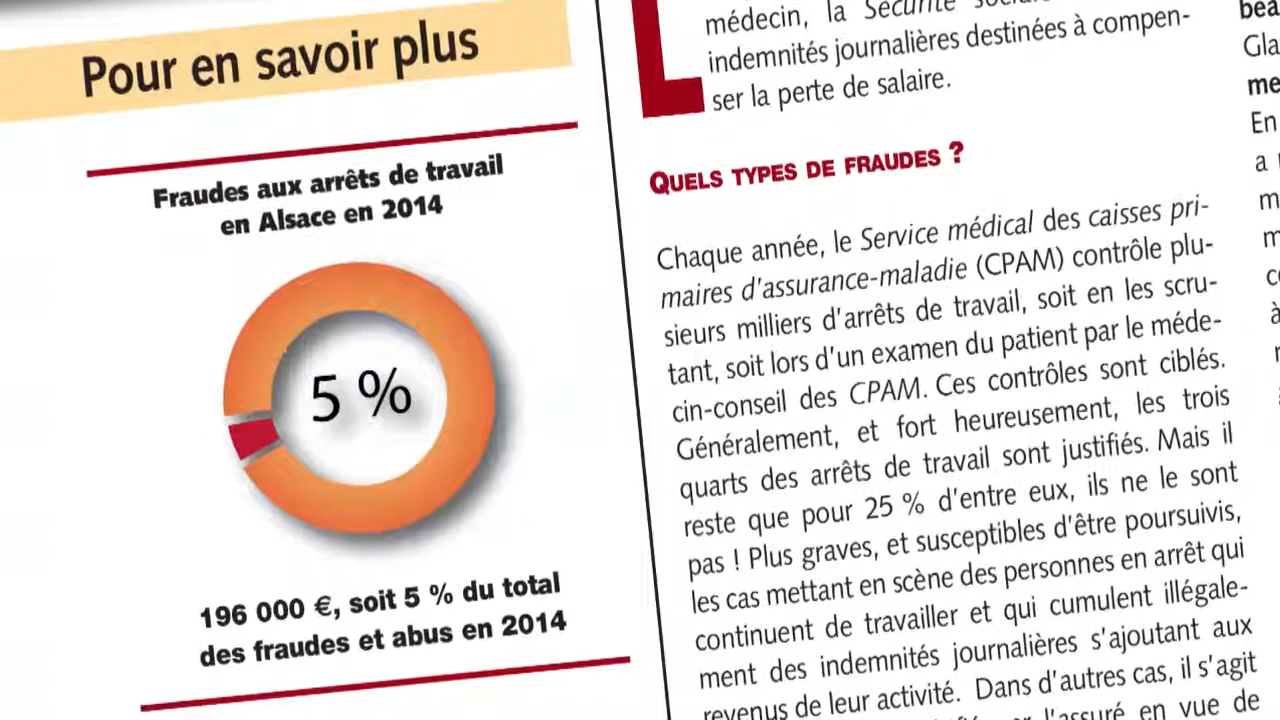 Pour en savoir plus
Fraudes aux arrêts de travail
en Alsace en 2014
5 %
196 000 €, soit 5 % du total
des fraudes et abus en 2014
médecin, la Sécurité
indemnités journalières destinées à compen-
ser la perte de salaire.
QUELS TYPES DE FRAUDES ?
Chaque année, le Service médical des caisses pri-
maires d'assurance-maladie (CPAM) contrôle plu-
sieurs milliers d'arrêts de travail, soit en les scru-
tant, soit lors d'un examen du patient par le méde-
cin-conseil des CPAM. Ces contrôles sont ciblés.
Généralement, et fort heureusement, les trois
quarts des arrêts de travail sont justifiés. Mais il
reste que pour 25 % d'entre eux, ils ne le sont
pas ! Plus graves, et susceptibles d'être poursuivis,
les cas mettant en scène des personnes en arrêt qui
continuent de travailler et qui cumulent illégale-
ment des indemnités journalières s'ajoutant aux
revenus de leur activité. Dans d'autres cas, il s'agit
l'assuré en vue de
Gla
me
En
a